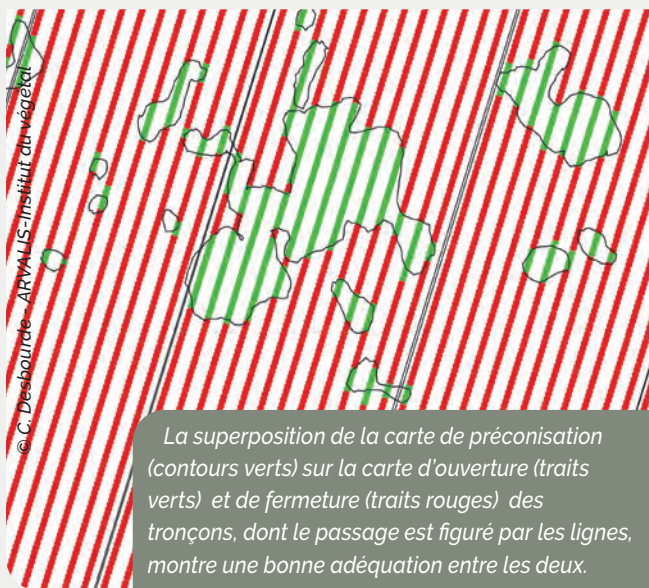 © C. Desbourde - ARVALIS-Institut du végétal
La superposition de la carte de préconisation
(contours verts) sur la carte d'ouverture (traits
verts) et de fermeture (traits rouges) des
tronçons, dont le passage est figuré par les lignes,
montre une bonne adéquation entre les deux.